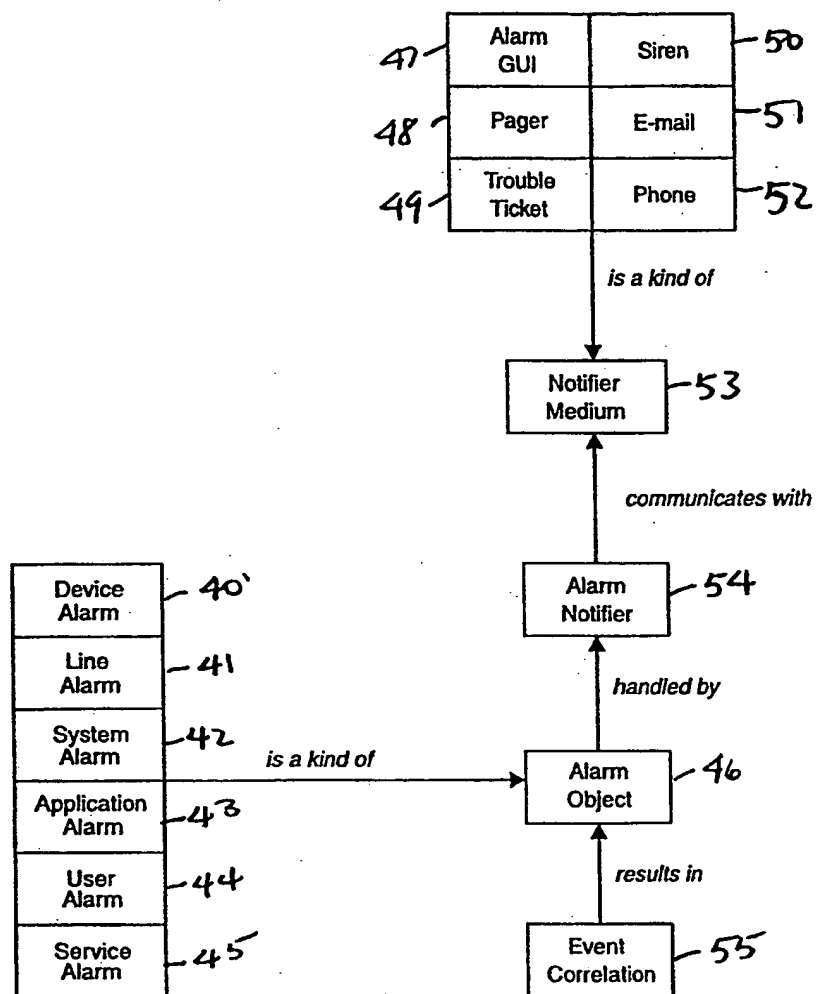 47
Alarm
GUI
Siren
50
48
Pager
E-mail
51
49
Trouble
Ticket
Phone
52
is a kind of
Notifier
Medium
53
communicates with
Alarm
Notifier
54
handled by
Device
Alarm
40
Line
Alarm
41
System
Alarm
42
Application
Alarm
43
User
Alarm
44
Service
Alarm
45
is a kind of
Alarm
Object
46
results in
Event
Correlation
55